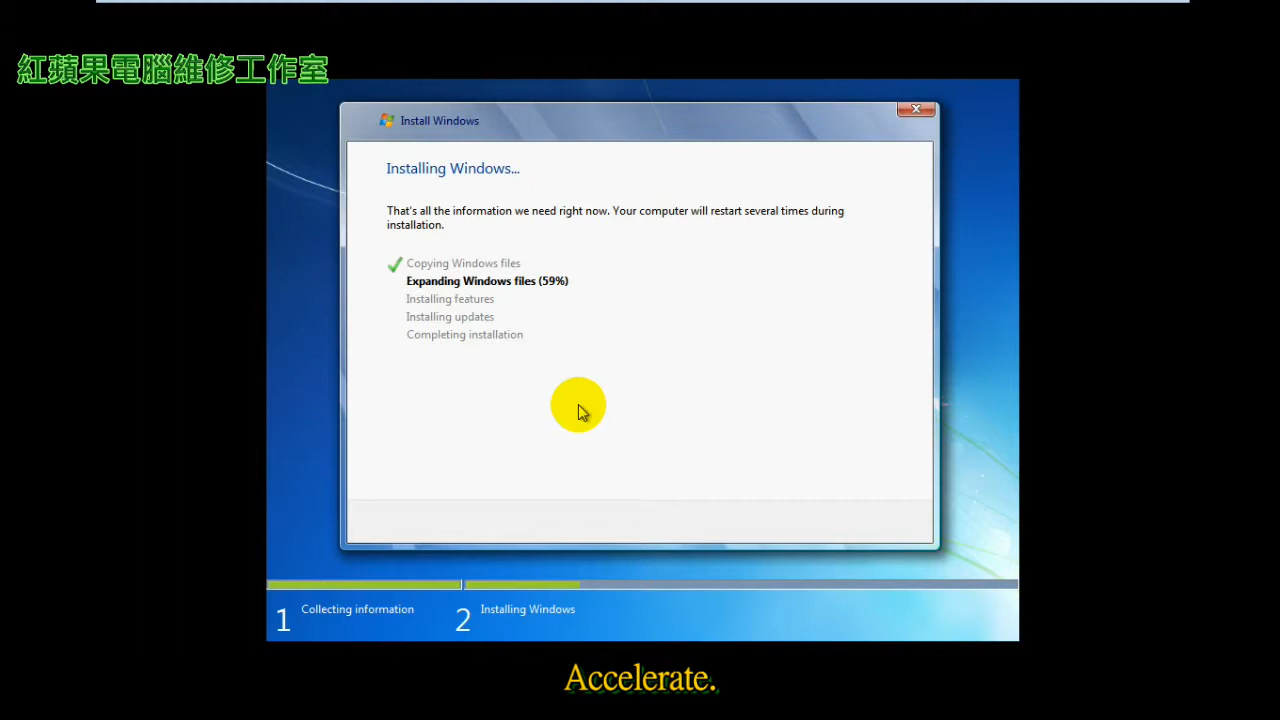 紅蘋果電腦維修工作室
Install Windows
Installing Windows...
That's all the information we need right now. Your computer will restart several times during
installation.
Copying Windows files
Expanding Windows files (59%)
Installing features
Installing updates
Completing installation
1 Collecting information 2 Installing Windows
Accelerate.